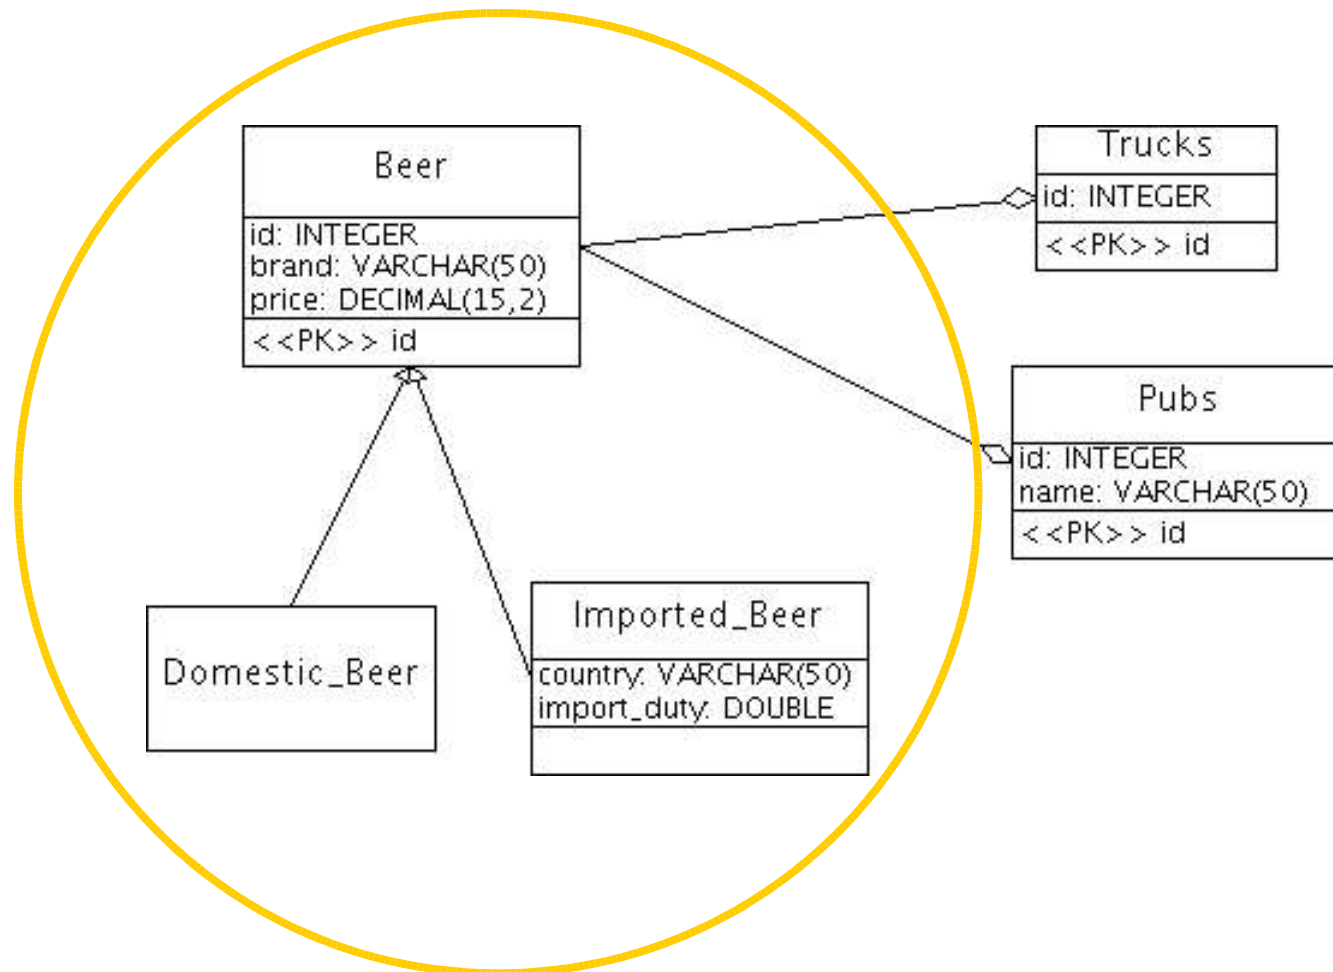 Beer
id: INTEGER
brand: VARCHAR(50)
price: DECIMAL(15,2)
<<PK>> id
Trucks
id: INTEGER
<<PK>> id
Pubs
id: INTEGER
name: VARCHAR(50)
<<PK>> id
Domestic_Beer
Imported_Beer
country: VARCHAR(50)
import_duty: DOUBLE